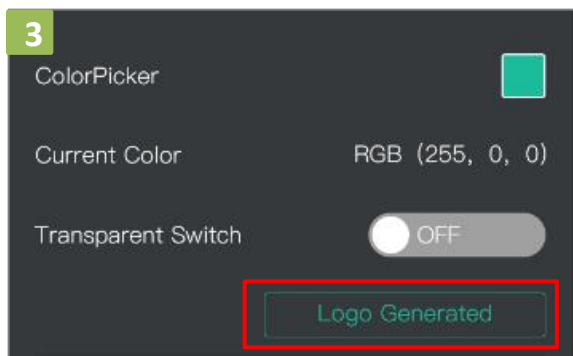 3
ColorPicker
Current Color RGB (255, 0, 0)
Transparent Switch OFF
Logo Generated